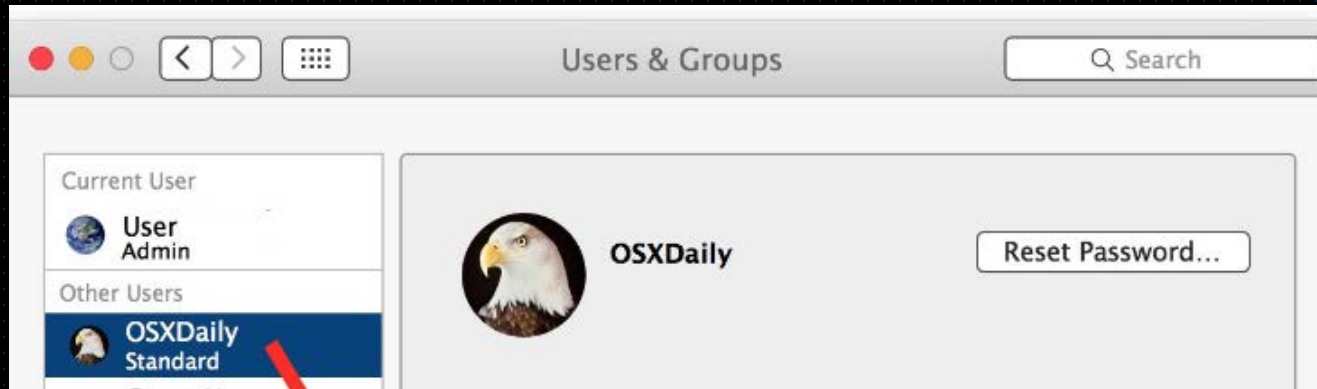 Users & Groups
Search
Current User
User
Admin
Other Users
OSXDaily
Standard
OSXDaily
Reset Password...